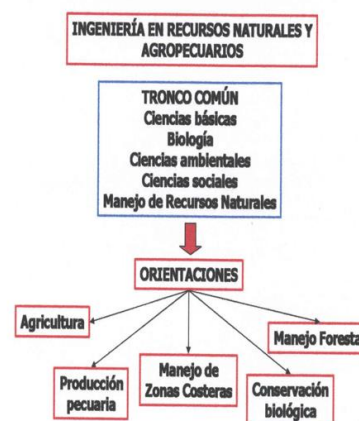 INGENIERÍA EN RECURSOS NATURALES Y
AGROPECUARIOS
TRONCO COMÚN
Ciencias básicas
Biología
Ciencias ambientales
Ciencias sociales
Manejo de Recursos Naturales
ORIENTACIONES
Agricultura
Manejo Foresta
Producción
pecuaria
Manejo de
Zonas Costeras
Conservación
biológica